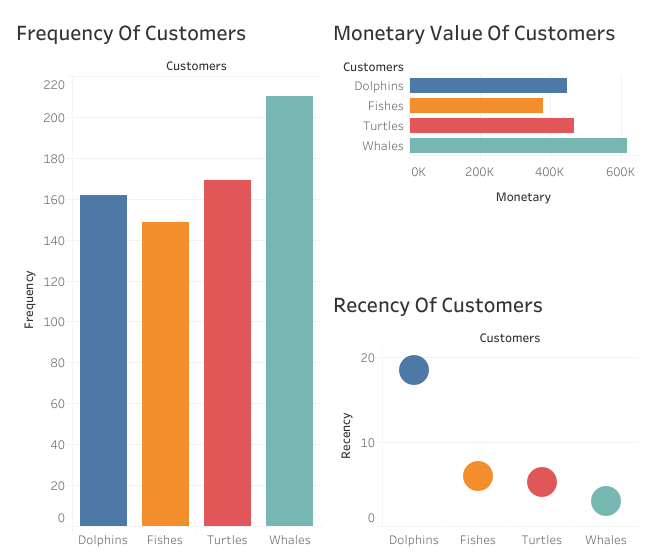 Frequency Of Customers
Customers
220
200
180
160
140
120
100
80
60
40
20
0
Frequency
Dolphins Fishes Turtles Whales
Monetary Value Of Customers
Customers
Dolphins
Fishes
Turtles
Whales
0K 200K 400K 600K
Monetary
Recency Of Customers
Customers
20
10
0
Recency
Dolphins Fishes Turtles Whales